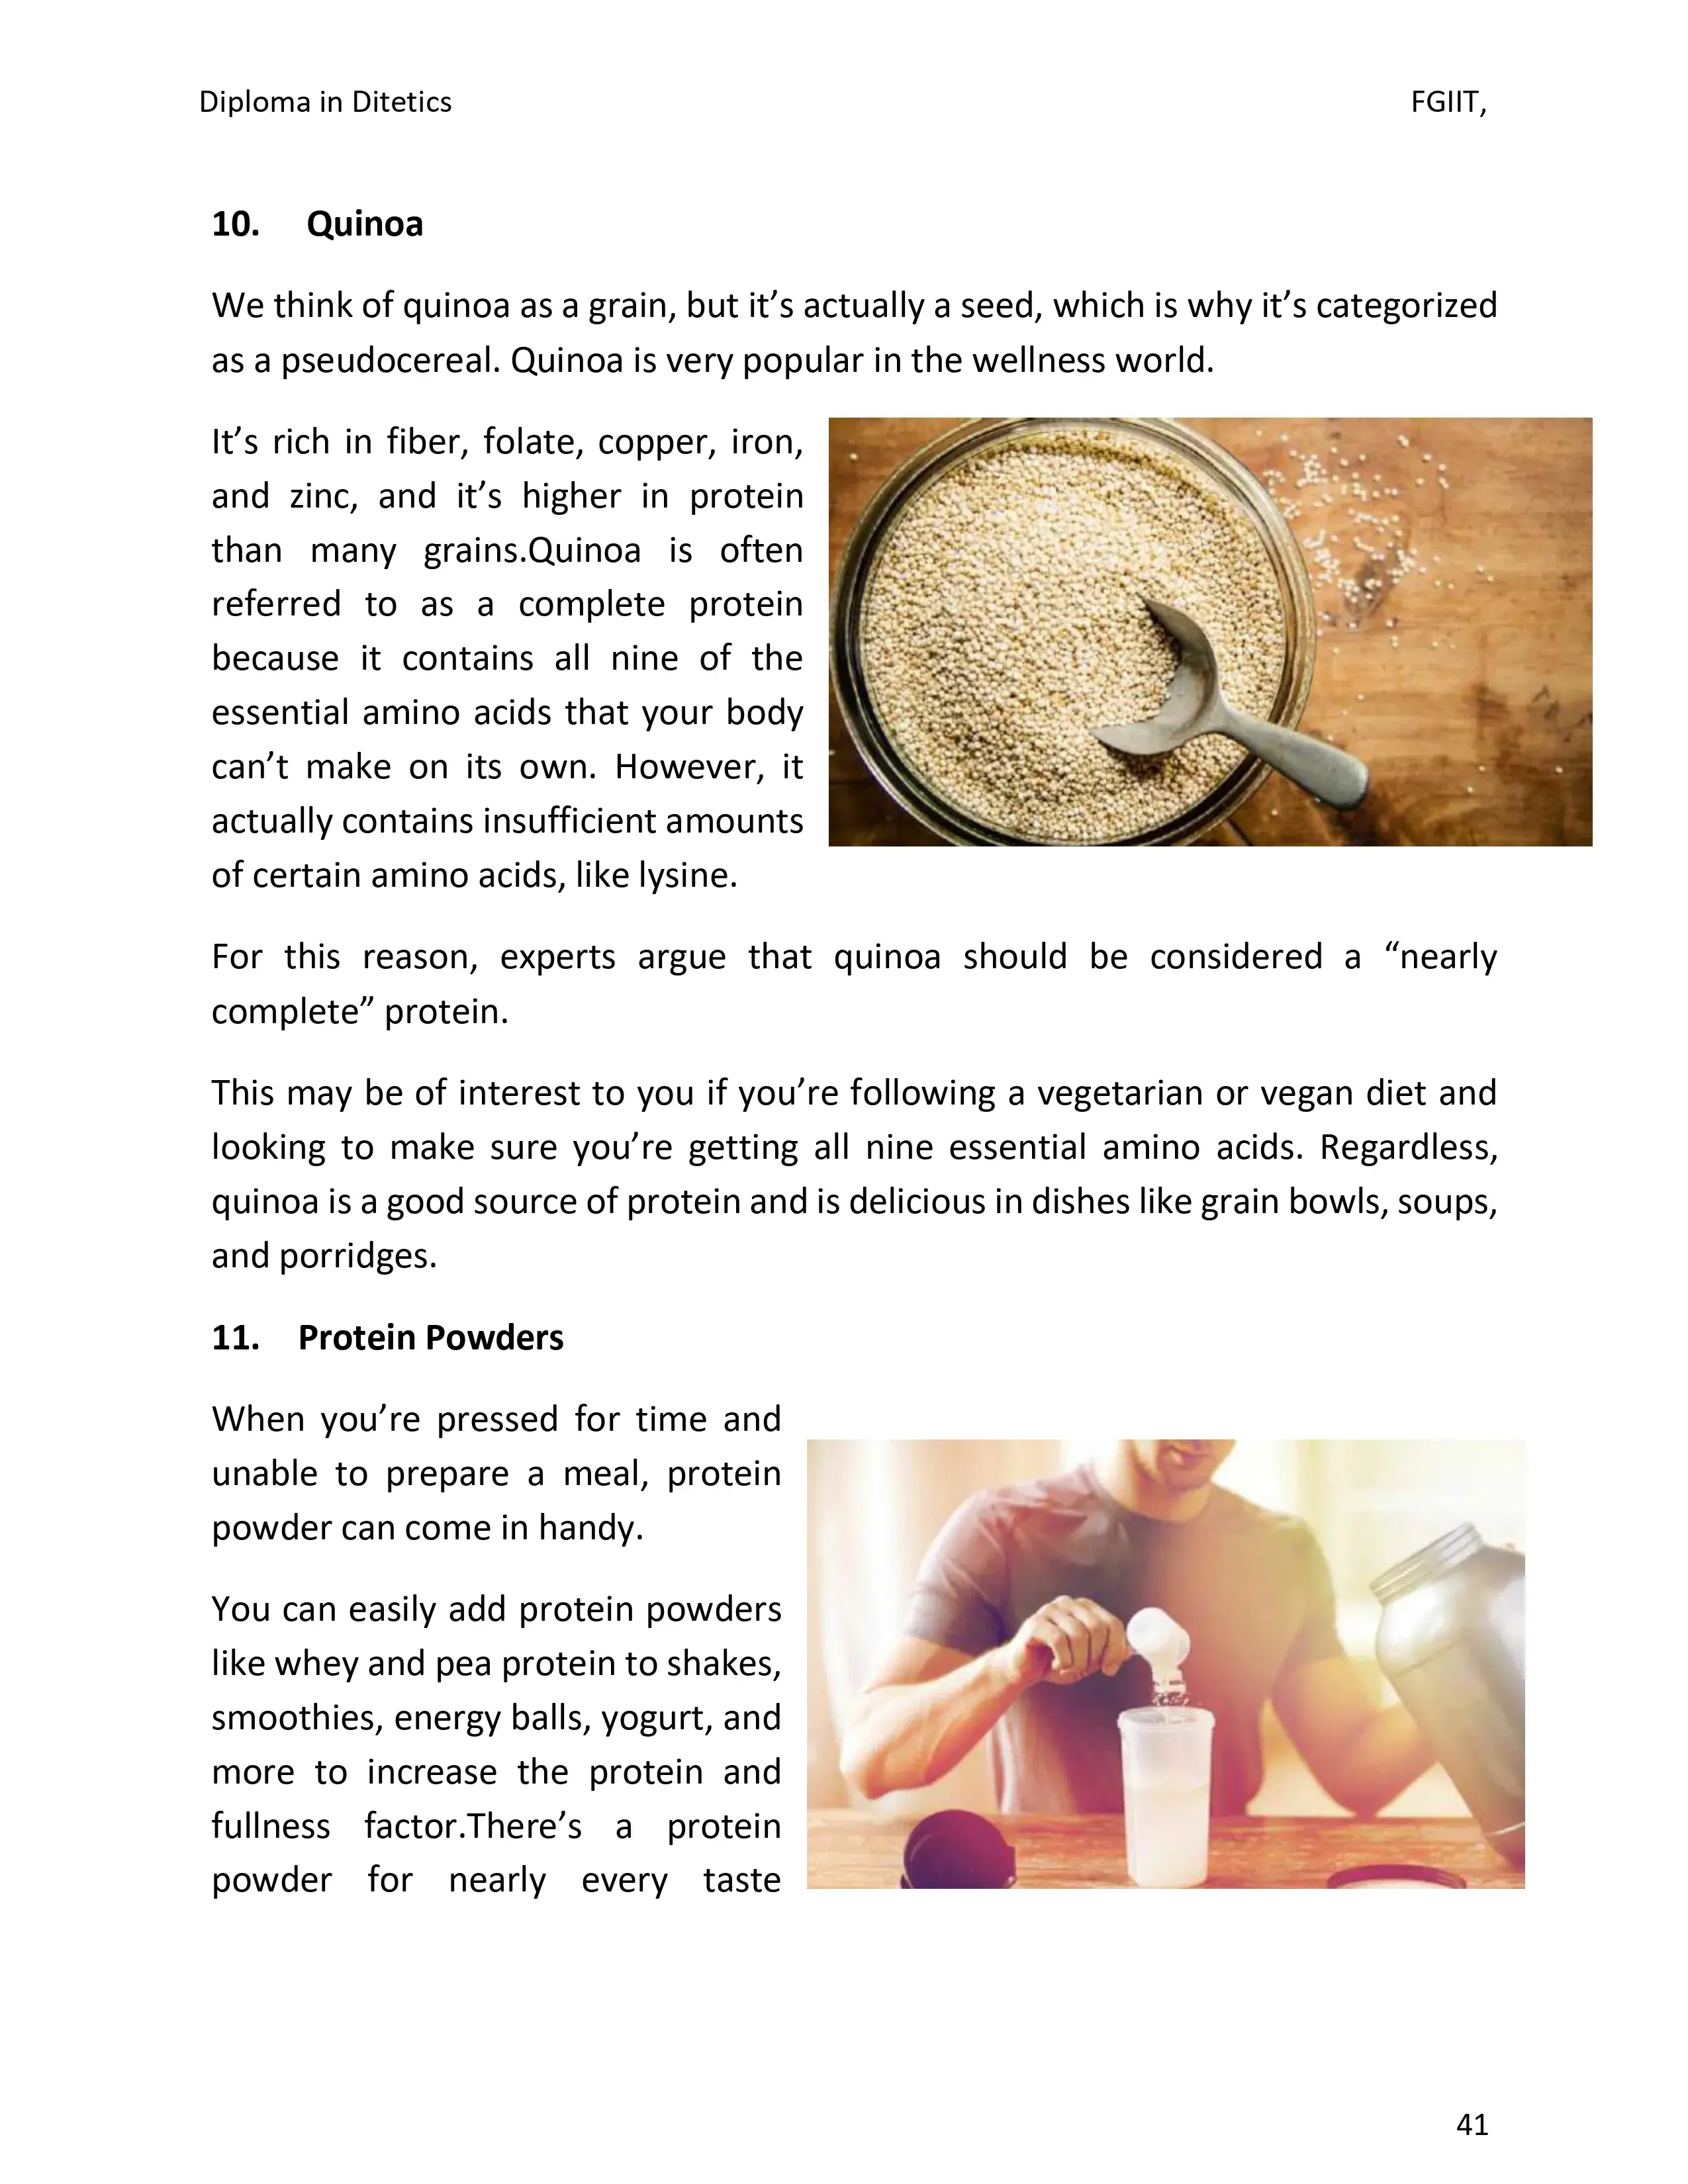 Diploma in Ditetics FGIIT,
10. Quinoa
We think of quinoa as a grain, but it’s actually a seed, which is why it’s categorized
as a pseudocereal. Quinoa is very popular in the wellness world.
It’s rich in fiber, folate, copper, iron,
and zinc, and it’s higher in protein
than many grains.Quinoa is often
referred to as a complete protein
because it contains all nine of the
essential amino acids that your body
can’t make on its own. However, it
actually contains insufficient amounts
of certain amino acids, like lysine.
For this reason, experts argue that quinoa should be considered a “nearly
complete” protein.
This may be of interest to you if you’re following a vegetarian or vegan diet and
looking to make sure you’re getting all nine essential amino acids. Regardless,
quinoa is a good source of protein and is delicious in dishes like grain bowls, soups,
and porridges.
11. Protein Powders
When you’re pressed for time and
unable to prepare a meal, protein
powder can come in handy.
You can easily add protein powders
like whey and pea protein to shakes,
smoothies, energy balls, yogurt, and
more to increase the protein and
fullness factor.There’s a protein
powder for nearly every taste
41